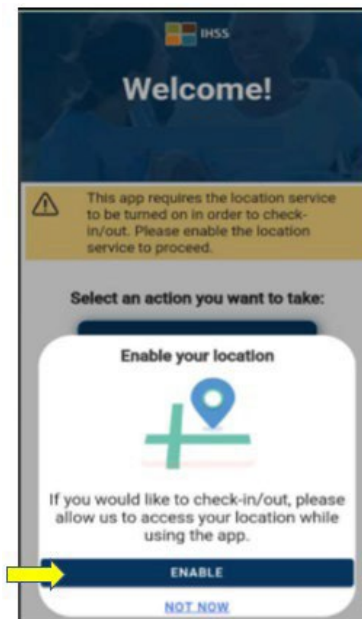 IHSS
Welcome!
This app requires the location service
to be turned on in order to check-
in/out. Please enable the location
service to proceed.
Select an action you want to take:
Enable your location
If you would like to check-in/out, please
allow us to access your location while
using the app.
ENABLE
NOT NOW